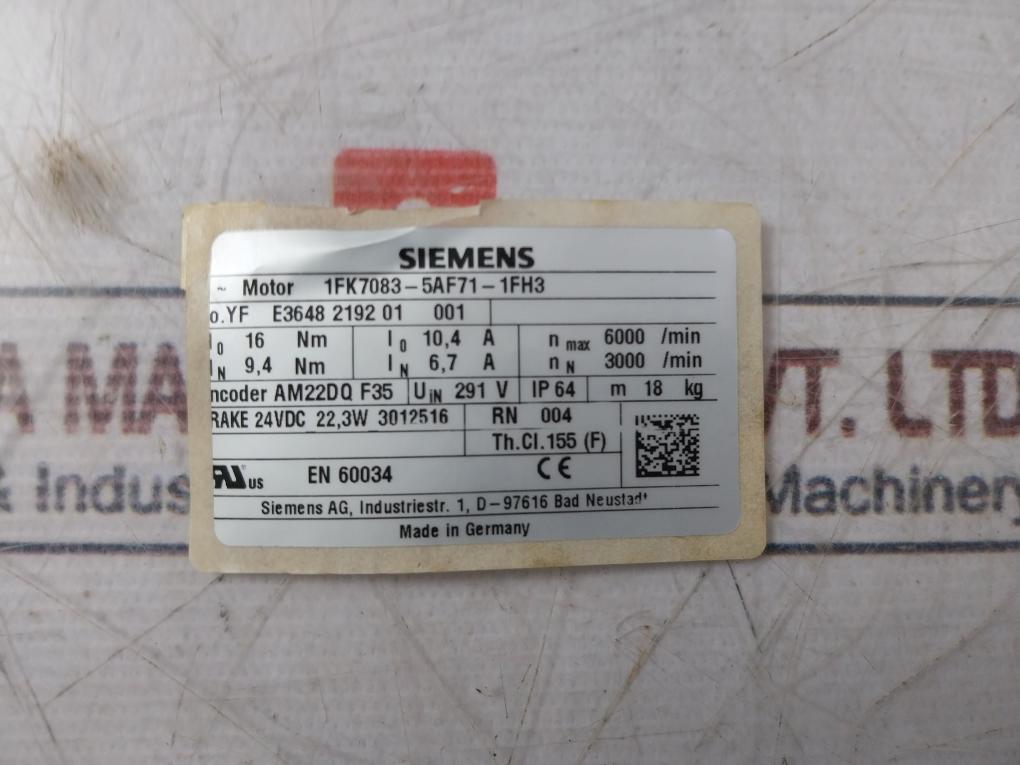 SIEMENS
~ Motor 1FK7083-5AF71-1FH3
o.YF E3648 2192 01 001
0 16 Nm I0 10,4 A n max 6000 /min
N 9,4 Nm IN 6,7 A nN 3000 /min
ncoder AM22DQ F35 UIN 291 V IP 64 m 18 kg
RAKE 24VDC 22,3W 3012516 RN 004
Th.Cl.155 (F)
RU US EN 60034 CE
Siemens AG, Industriestr. 1, D-97616 Bad Neustadt
Made in Germany
A MA VT. LTD
& Indus Machinery